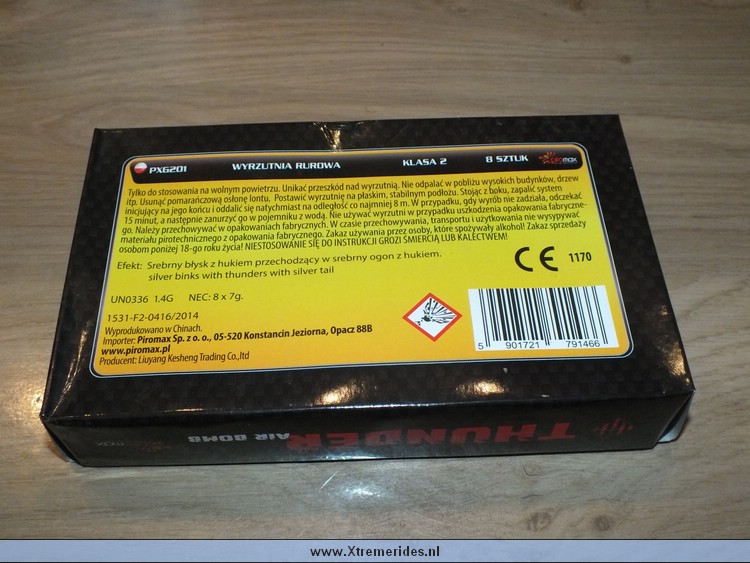 PXG201 WYRZUTNIA RUROWA KLASA 2 8 SZTUK piromax
Tylko do stosowania na wolnym powietrzu. Unikać przeszkód nad wyrzutnią. Nie odpalać w pobliżu wysokich budynków, drzew
itp. Usunąć pomarańczową osłonę lontu. Postawić wyrzutnię na płaskim, stabilnym podłożu. Stojąc z boku, zapalić system
inicjujący na jego końcu i oddalić się natychmiast na odległość co najmniej 8 m. W przypadku, gdy wyrób nie zadziała, odczekać
15 minut, a następnie zanurzyć go w pojemniku z wodą. Nie używać wyrzutni w przypadku uszkodzenia opakowania fabryczne-
go. Należy przechowywać w opakowaniach fabrycznych. W czasie przechowywania, transportu i użytkowania nie wysypywać
materiału pirotechnicznego z opakowania fabrycznego. Zakaz używania przez osoby, które spożywały alkohol! Zakaz sprzedaży
osobom poniżej 18-go roku życia! NIESTOSOWANIE SIĘ DO INSTRUKCJI GROZI ŚMIERCIĄ LUB KALECTWEM!
Efekt: Srebrny błysk z hukiem przechodzący w srebrny ogon z hukiem.
silver binks with thunders with silver tail
CE 1170
UN0336 1.4G NEC: 8 x 7g.
1531-F2-0416/2014
Wyprodukowano w Chinach.
Importer: Piromax Sp. z o. o., 05-520 Konstancin Jeziorna, Opacz 88B
www.piromax.pl
Producent: Liuyang Kesheng Trading Co.,ltd
5 901721 791466
THUNDER
AIR BOMB
piromax
www.Xtremerides.nl